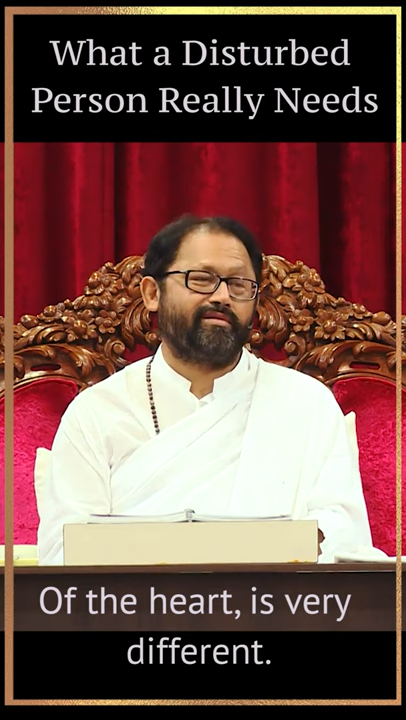 What a Disturbed
Person Really Needs
Of the heart, is very
different.